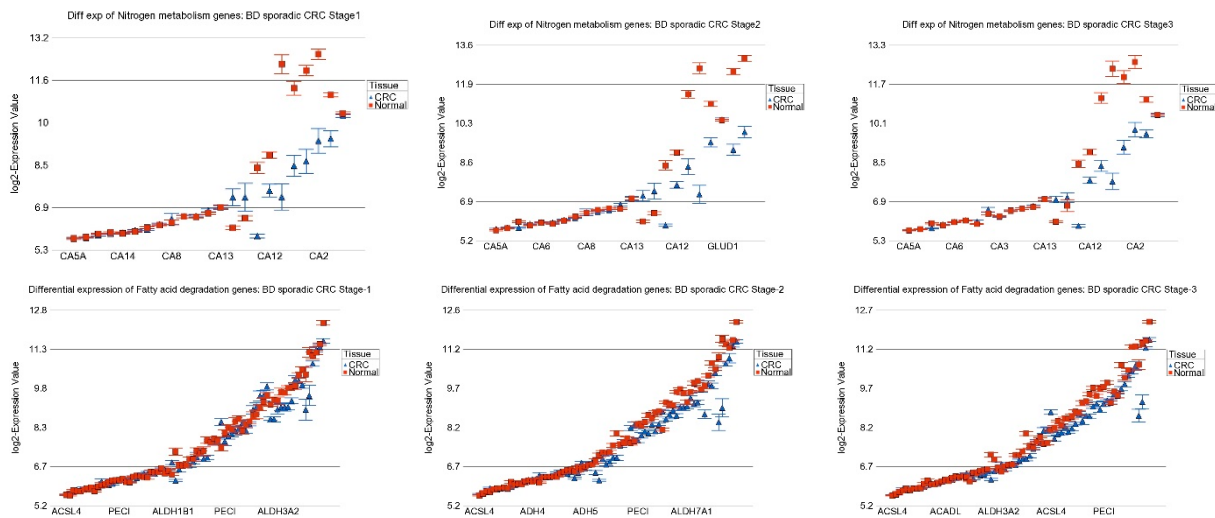 Diff exp of Nitrogen metabolism genes: BD sporadic CRC Stage1
13.2
11.6
10
8.5
6.9
5.3
log2-Expression Value
CA5A
CA14
CA8
CA13
CA12
CA2
Tissue
CRC
Normal
Diff exp of Nitrogen metabolism genes: BD sporadic CRC Stage2
13.6
11.9
10.3
8.6
6.9
5.2
log2-Expression Value
CA5A
CA6
CA8
CA13
CA12
GLUD1
Tissue
CRC
Normal
Diff exp of Nitrogen metabolism genes: BD sporadic CRC Stage3
13.3
11.7
10.1
8.5
6.9
5.3
log2-Expression Value
CA5A
CA6
CA3
CA13
CA12
CA2
Tissue
CRC
Normal
Differential expression of Fatty acid degradation genes: BD sporadic CRC Stage-1
12.8
11.3
9.8
8.3
6.7
5.2
log2-Expression Value
ACSL4
PECI
ALDH1B1
PECI
ALDH3A2
Tissue
CRC
Normal
Differential expression of Fatty acid degradation genes: BD sporadic CRC Stage-2
12.6
11.2
9.7
8.2
6.7
5.2
log2-Expression Value
ACSL4
ADH4
ADH5
PECI
ALDH7A1
Tissue
CRC
Normal
Differential expression of Fatty acid degradation genes: BD sporadic CRC Stage-3
12.7
11.2
9.7
8.2
6.7
5.2
log2-Expression Value
ACSL4
ACADL
ALDH3A2
ACSL4
PECI
Tissue
CRC
Normal